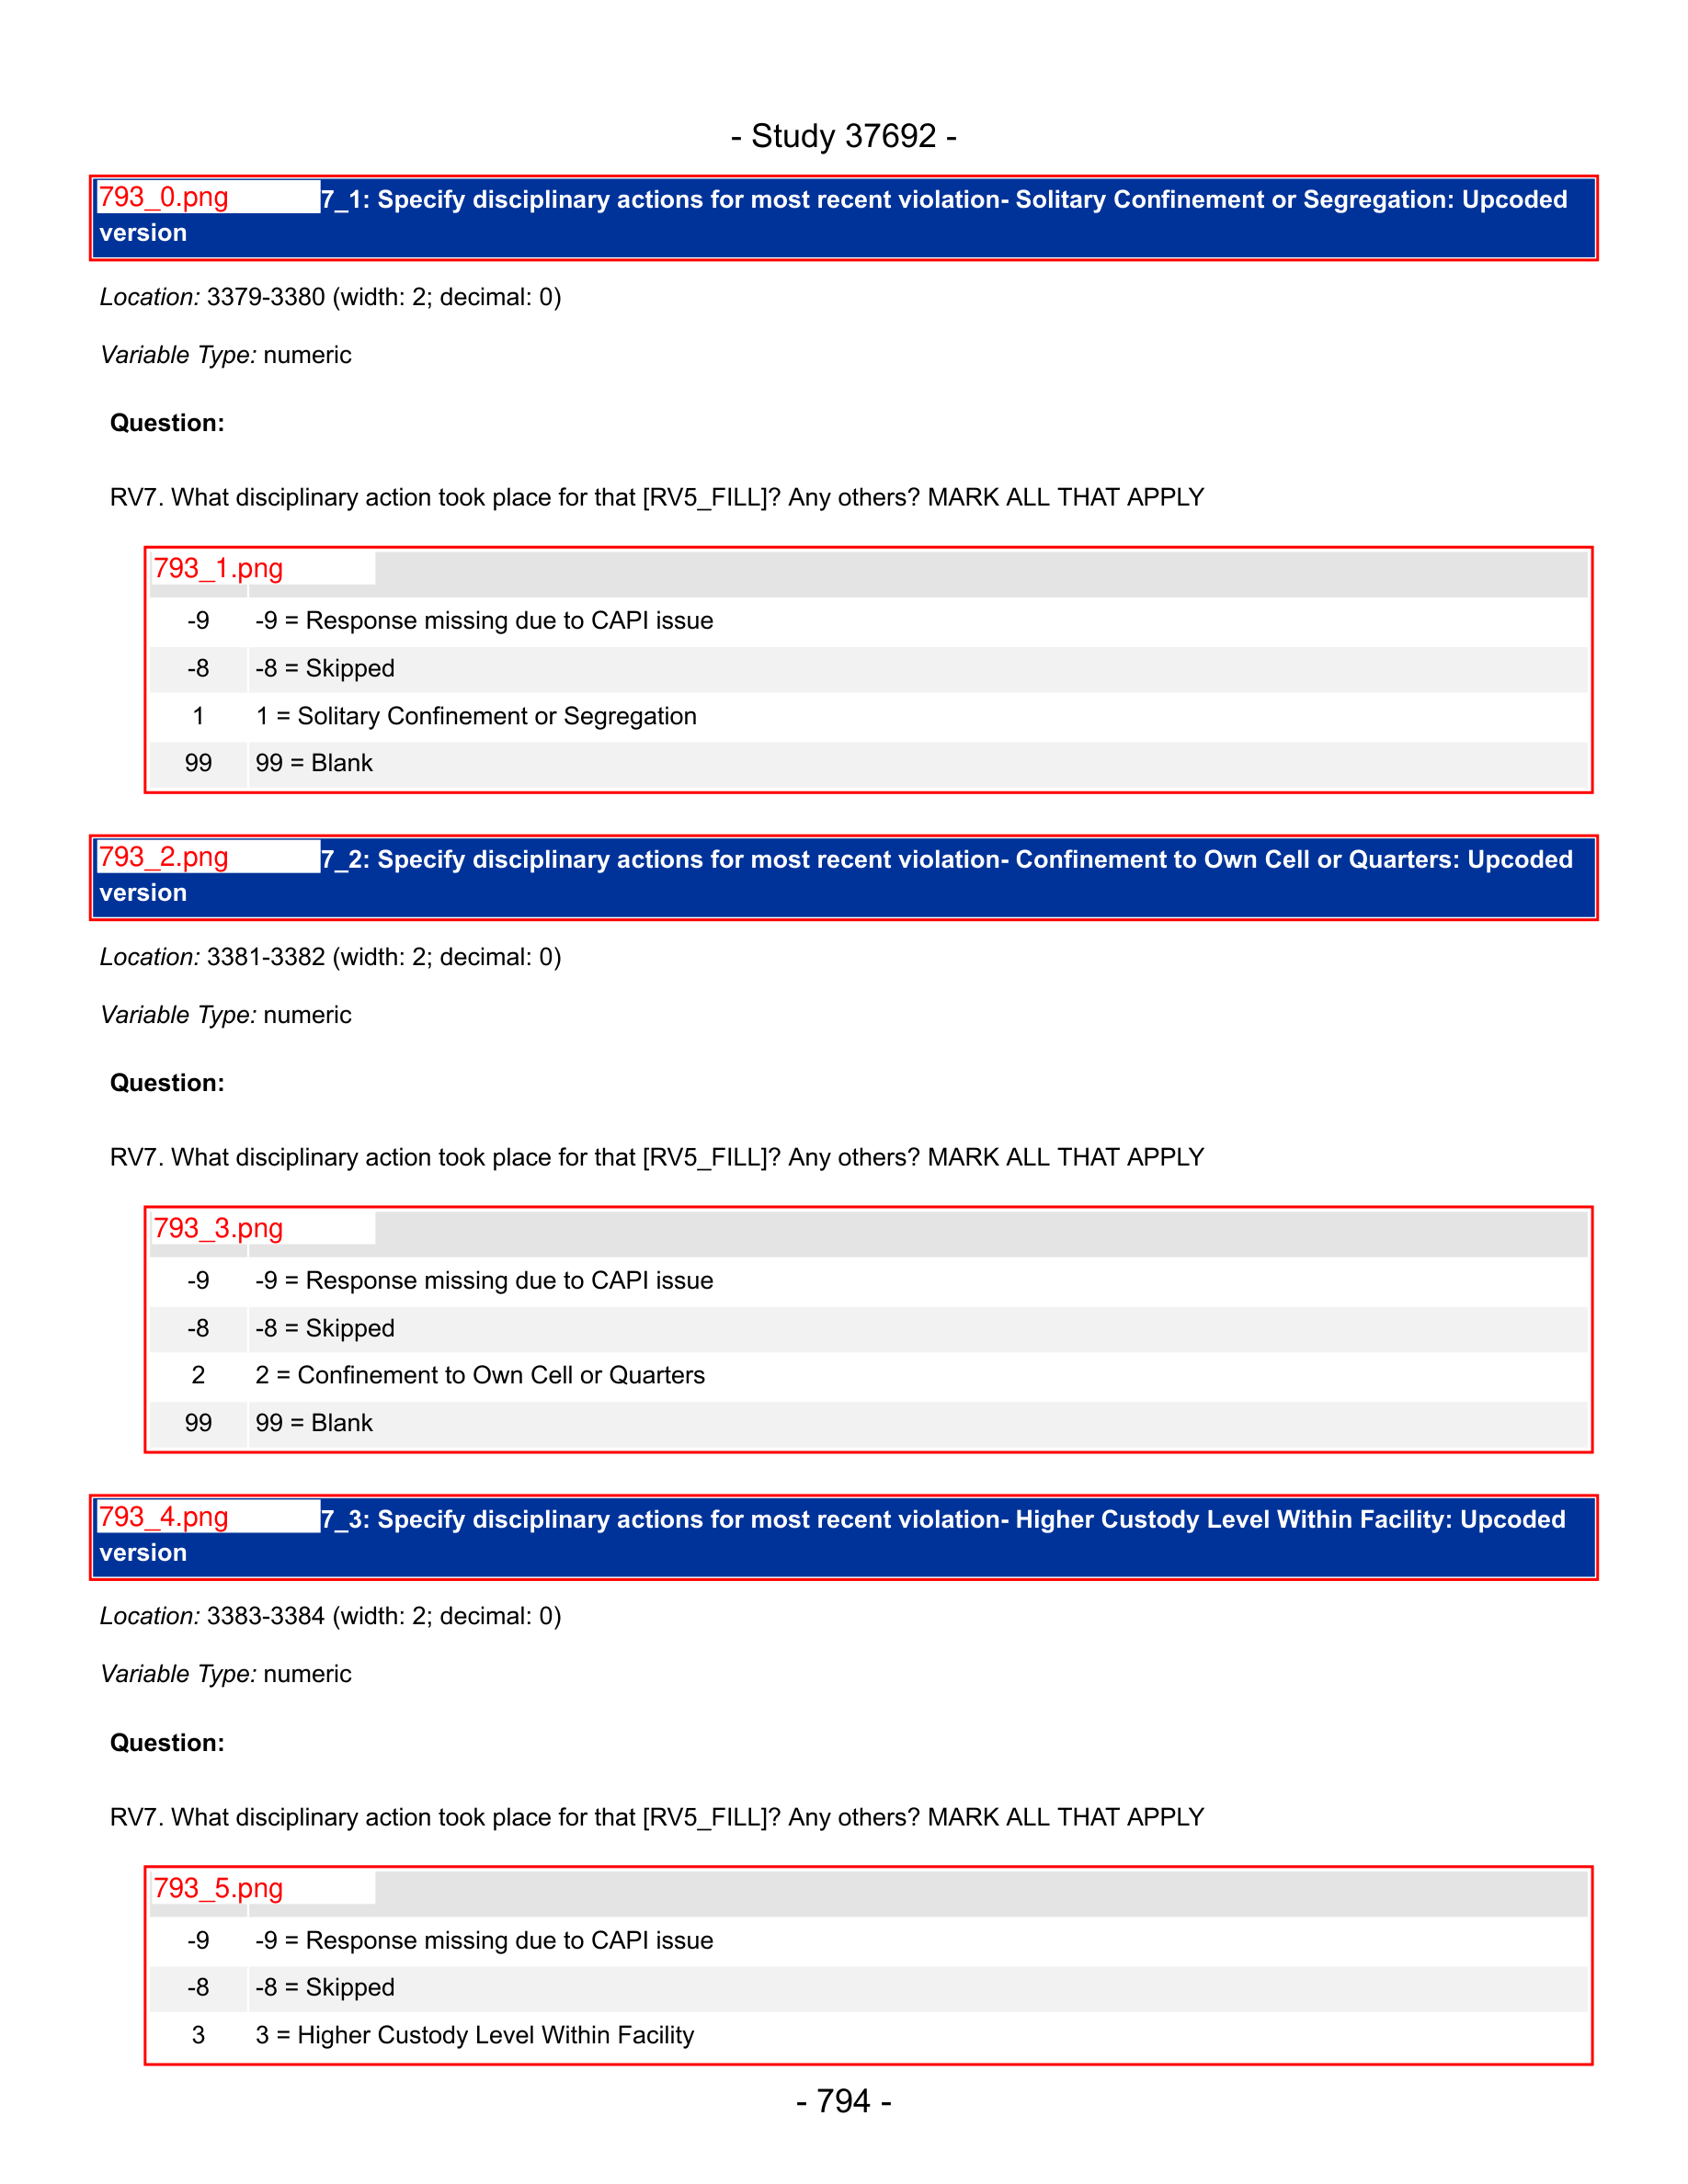 - Study 37692 -
793_0.png 7_1: Specify disciplinary actions for most recent violation- Solitary Confinement or Segregation: Upcoded
version
Location: 3379-3380 (width: 2; decimal: 0)
Variable Type: numeric
Question:
RV7. What disciplinary action took place for that [RV5_FILL]? Any others? MARK ALL THAT APPLY
793_1.png
-9 -9 = Response missing due to CAPI issue
-8 -8 = Skipped
1 1 = Solitary Confinement or Segregation
99 99 = Blank
793_2.png 7_2: Specify disciplinary actions for most recent violation- Confinement to Own Cell or Quarters: Upcoded
version
Location: 3381-3382 (width: 2; decimal: 0)
Variable Type: numeric
Question:
RV7. What disciplinary action took place for that [RV5_FILL]? Any others? MARK ALL THAT APPLY
793_3.png
-9 -9 = Response missing due to CAPI issue
-8 -8 = Skipped
2 2 = Confinement to Own Cell or Quarters
99 99 = Blank
793_4.png 7_3: Specify disciplinary actions for most recent violation- Higher Custody Level Within Facility: Upcoded
version
Location: 3383-3384 (width: 2; decimal: 0)
Variable Type: numeric
Question:
RV7. What disciplinary action took place for that [RV5_FILL]? Any others? MARK ALL THAT APPLY
793_5.png
-9 -9 = Response missing due to CAPI issue
-8 -8 = Skipped
3 3 = Higher Custody Level Within Facility
- 794 -